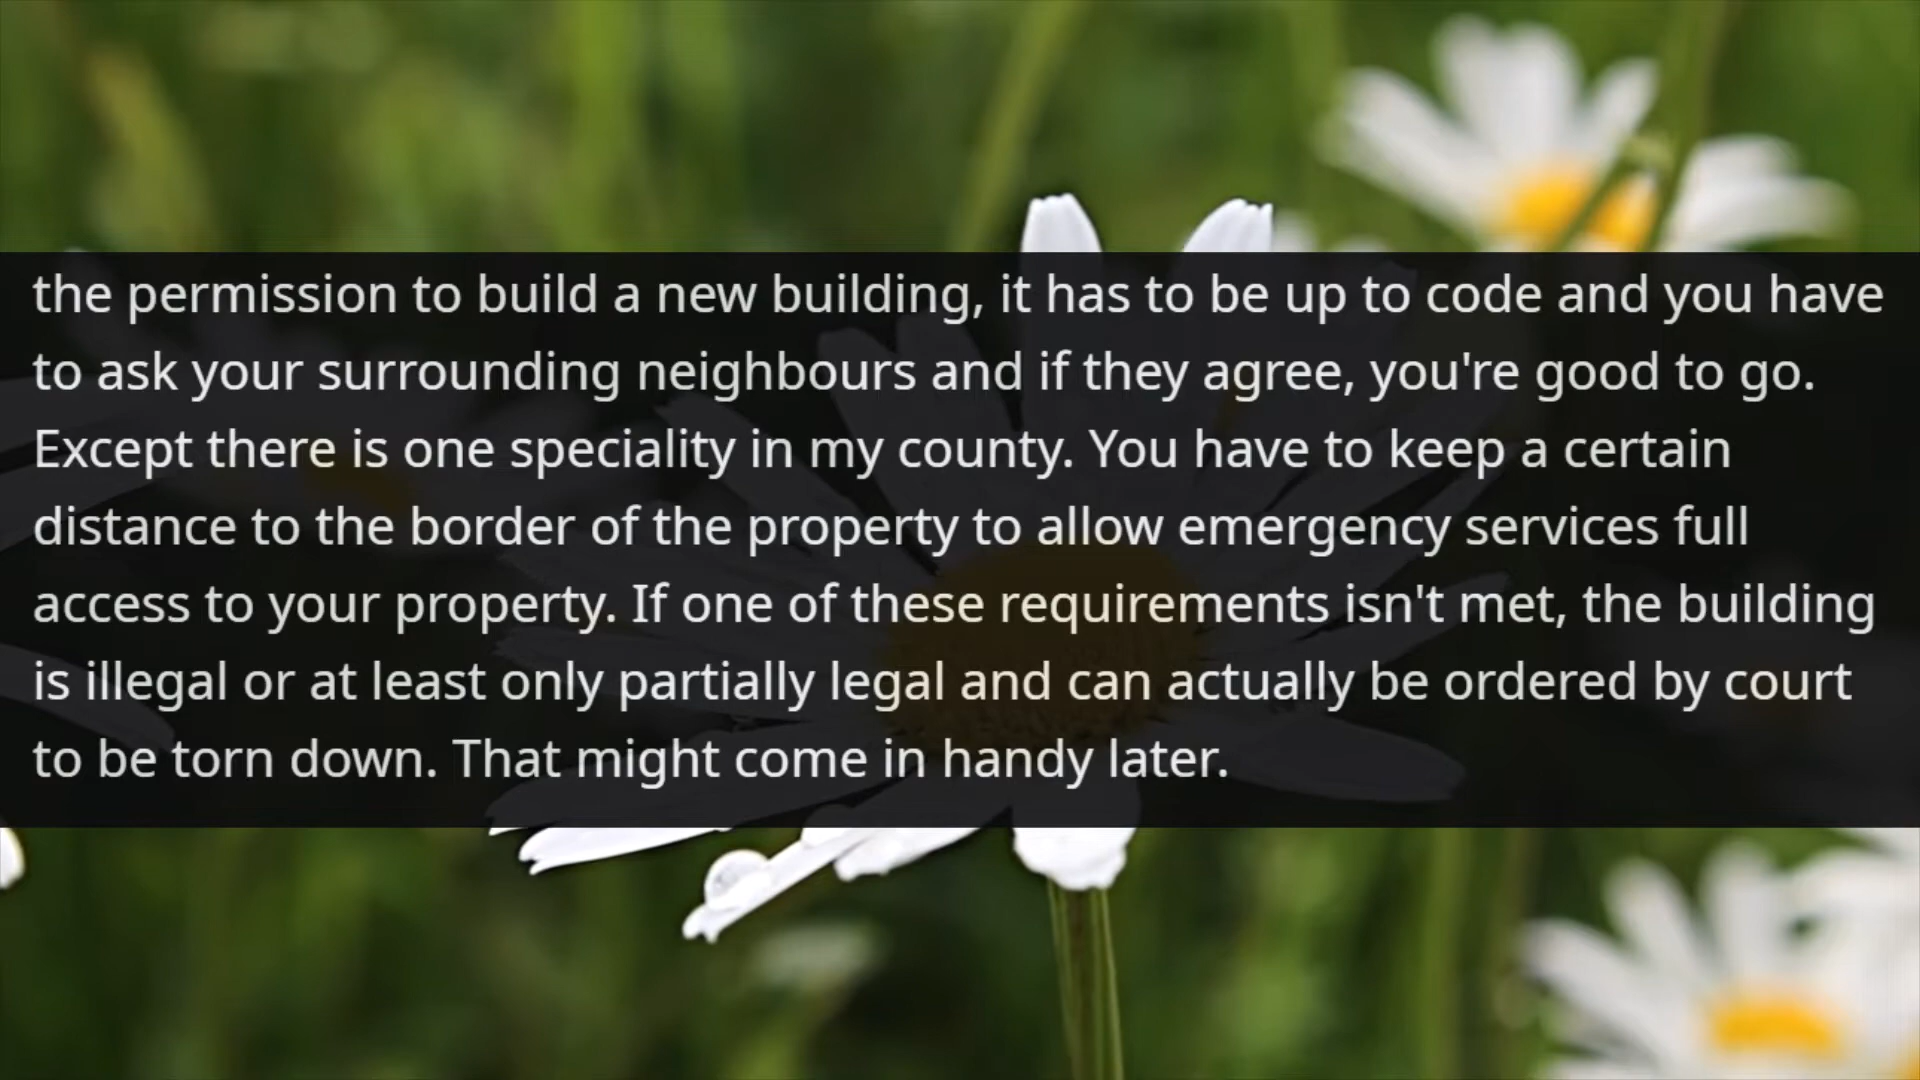 the permission to build a new building, it has to be up to code and you have
to ask your surrounding neighbours and if they agree, you're good to go.
Except there is one speciality in my county. You have to keep a certain
distance to the border of the property to allow emergency services full
access to your property. If one of these requirements isn't met, the building
is illegal or at least only partially legal and can actually be ordered by court
to be torn down. That might come in handy later.